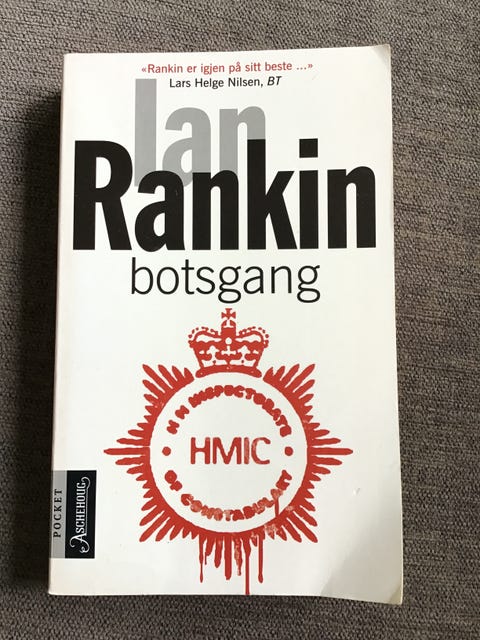 «Rankin er igjen på sitt beste ...»
Lars Helge Nilsen, BT
Ian
Rankin
botsgang
H M INSPECTORATE
HMIC
OF CONSTABULARY
POCKET
ASCHEHOUG